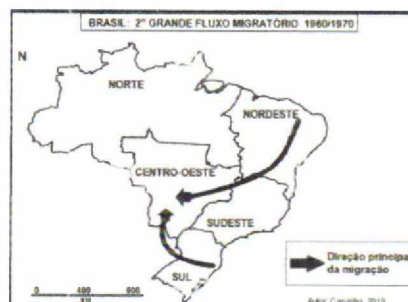 BRASIL: 2º GRANDE FLUXO MIGRATÓRIO 1960/1970
N
NORTE
NORDESTE
CENTRO-OESTE
SUDESTE
SUL
Direção principal
da migração
0 400 800